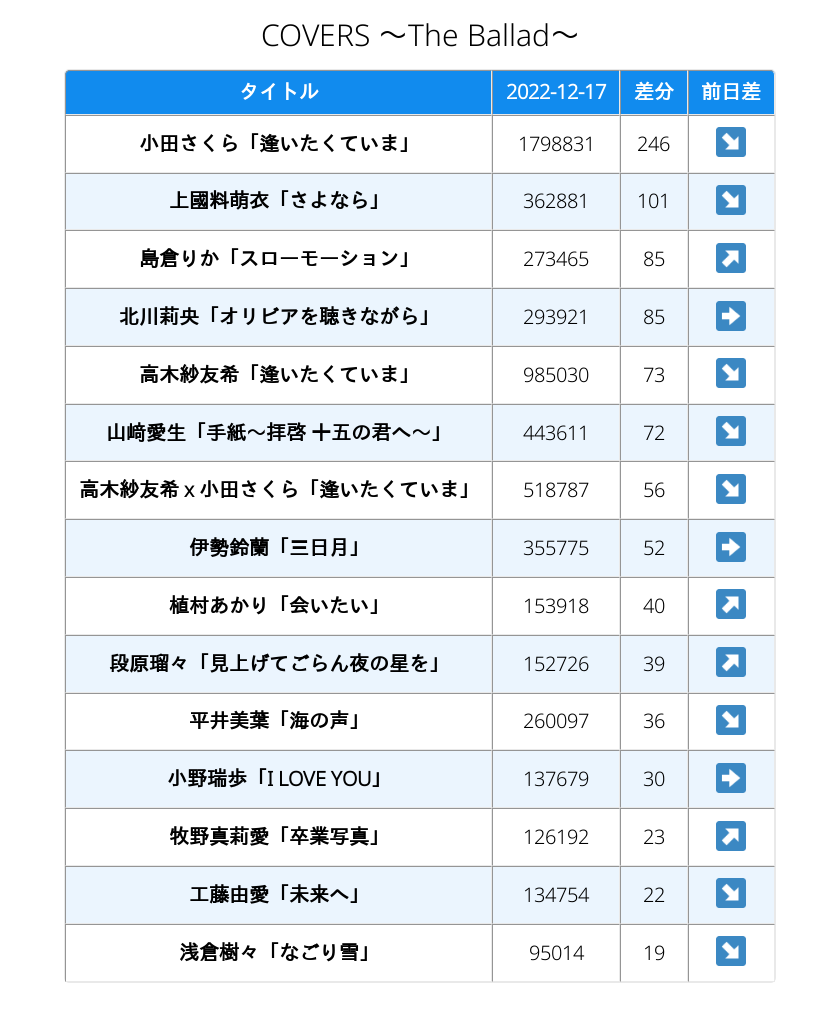 COVERS 〜The Ballad〜
タイトル 2022-12-17 差分 前日差
小田さくら「逢いたくていま」 1798831 246 ↘
上國料萌衣「さよなら」 362881 101 ↘
島倉りか「スローモーション」 273465 85 ↗
北川莉央「オリビアを聴きながら」 293921 85 ➡
高木紗友希「逢いたくていま」 985030 73 ↘
山﨑愛生「手紙〜拝啓 十五の君へ〜」 443611 72 ↘
高木紗友希 x 小田さくら「逢いたくていま」 518787 56 ↘
伊勢鈴蘭「三日月」 355775 52 ➡
植村あかり「会いたい」 153918 40 ↗
段原瑠々「見上げてごらん夜の星を」 152726 39 ↗
平井美葉「海の声」 260097 36 ↘
小野瑞歩「I LOVE YOU」 137679 30 ➡
牧野真莉愛「卒業写真」 126192 23 ↗
工藤由愛「未来へ」 134754 22 ↘
浅倉樹々「なごり雪」 95014 19 ↘